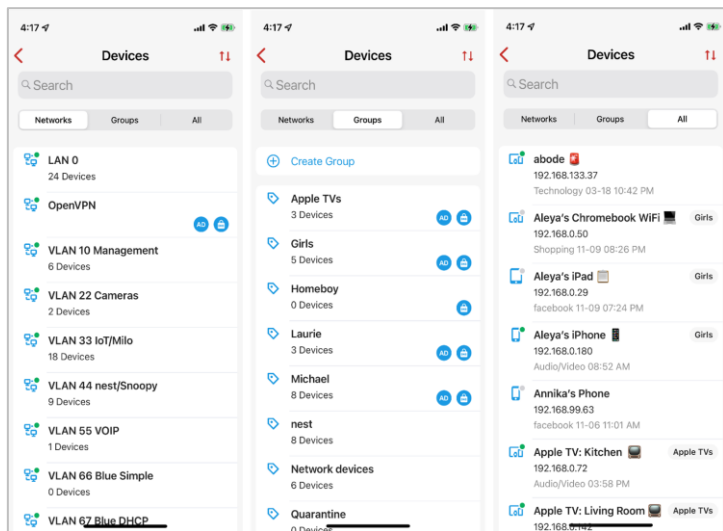 4:17
Devices
Search
Networks Groups All
LAN 0
24 Devices
OpenVPN
AD
VLAN 10 Management
6 Devices
VLAN 22 Cameras
2 Devices
VLAN 33 IoT/Milo
18 Devices
VLAN 44 nest/Snoopy
9 Devices
VLAN 55 VOIP
1 Devices
VLAN 66 Blue Simple
0 Devices
VLAN 67 Blue DHCP
4:17
Devices
Search
Networks Groups All
Create Group
Apple TVs
3 Devices
AD
Girls
5 Devices
AD
Homeboy
0 Devices
Laurie
3 Devices
AD
Michael
8 Devices
AD
nest
8 Devices
Network devices
6 Devices
Quarantine
0 Devices
4:17
Devices
Search
Networks Groups All
abode
192.168.133.37
Technology 03-18 10:42 PM
Aleya's Chromebook WiFi Girls
192.168.0.50
Shopping 11-09 08:26 PM
Aleya's iPad Girls
192.168.0.29
facebook 11-09 07:24 PM
Aleya's iPhone Girls
192.168.0.180
Audio/Video 08:52 AM
Annika's Phone
192.168.99.63
facebook 11-06 11:01 AM
Apple TV: Kitchen Apple TVs
192.168.0.72
Audio/Video 03:58 PM
Apple TV: Living Room Apple TVs
192.168.0.142